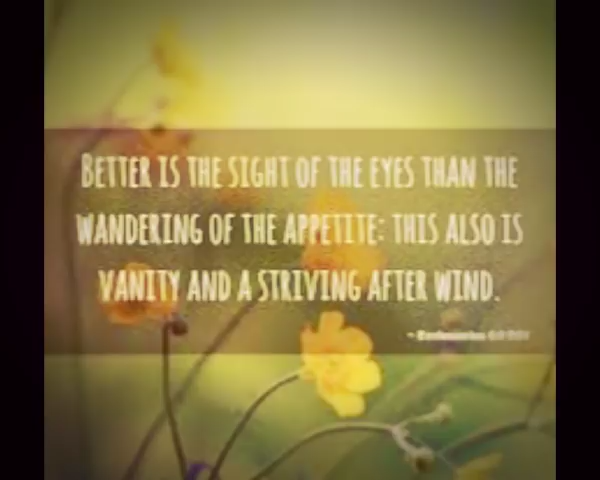 BETTER IS THE SIGHT OF THE EYES THAN THE
WANDERING OF THE APPETITE: THIS ALSO IS
VANITY AND A STRIVING AFTER WIND.
~ Ecclesiastes